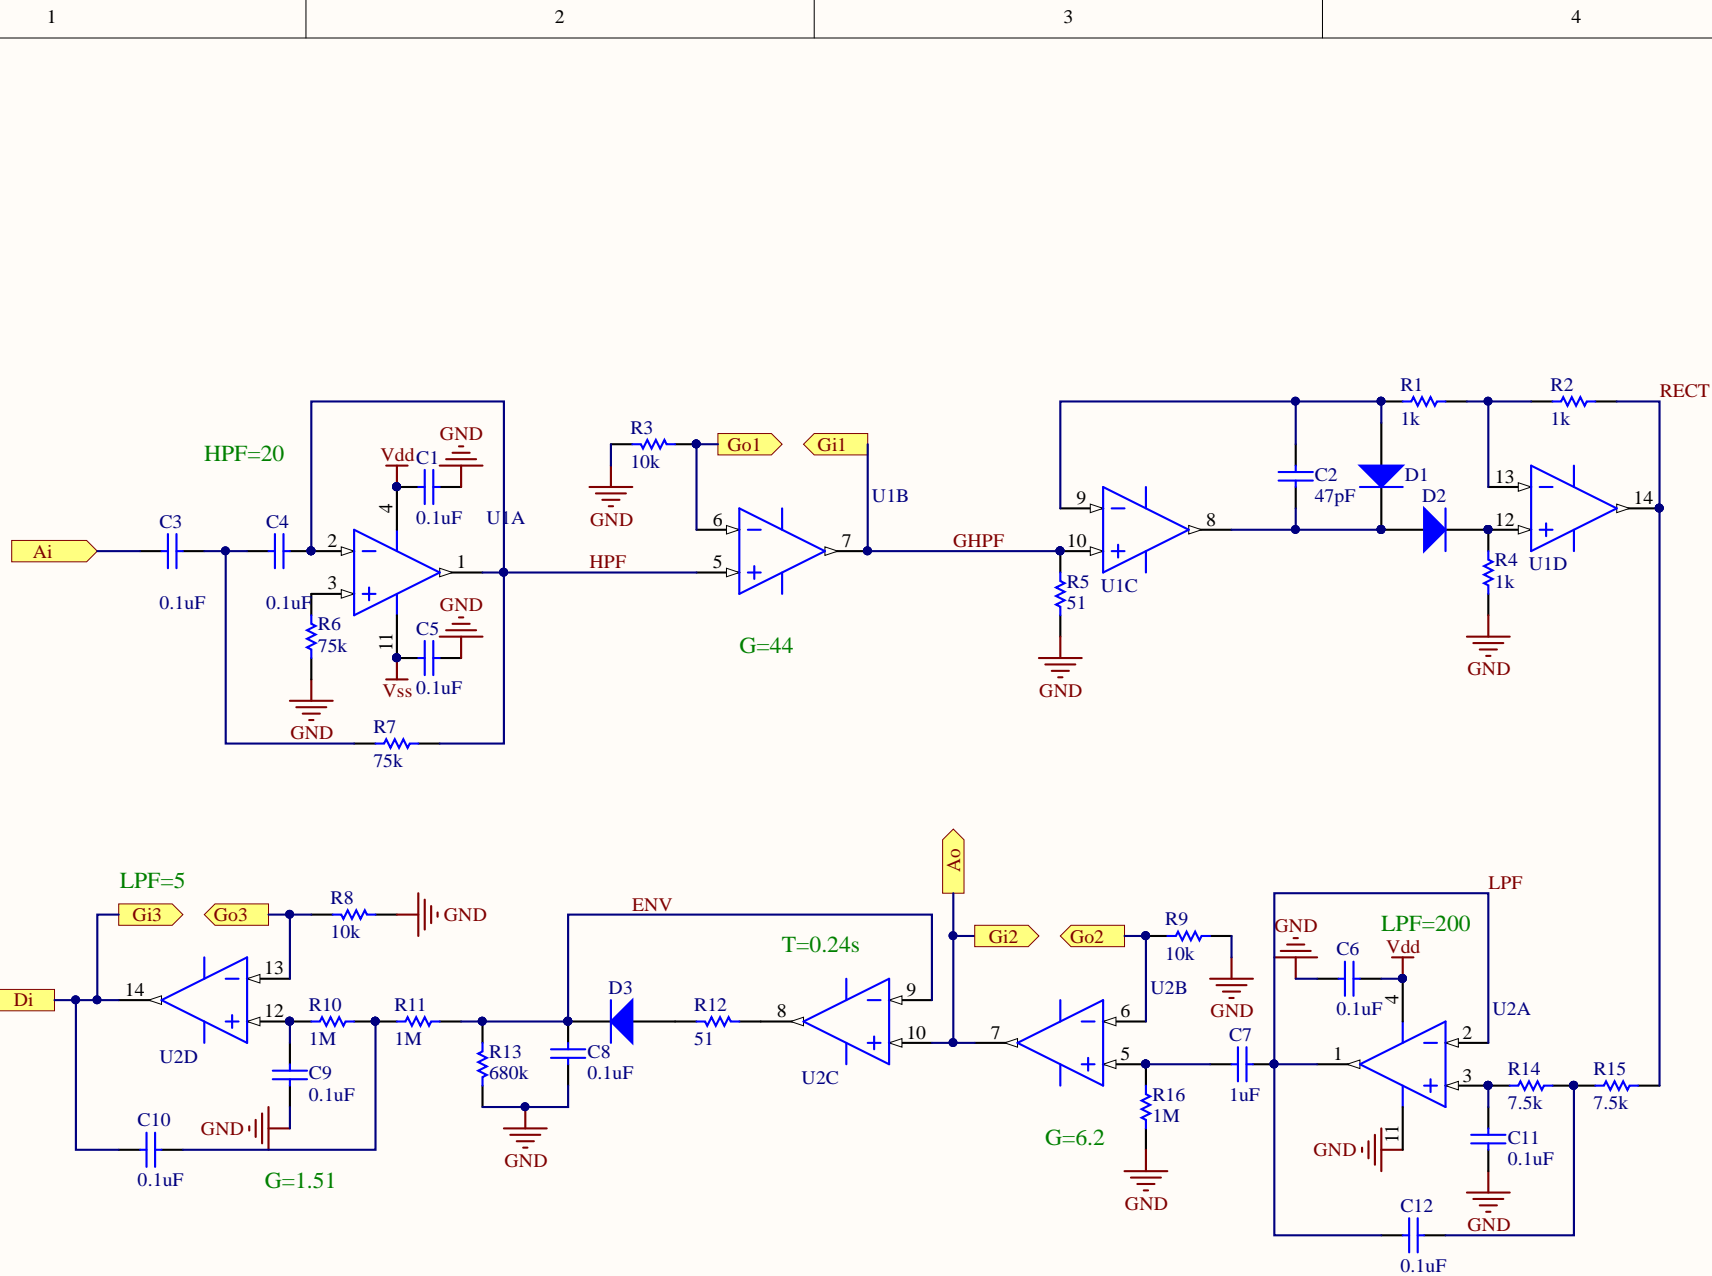 1 2 3 4
R1 R2 RECT
1k 1k
HPF=20
R3
10k
Go1 Gi1
GND
Vdd C1
0.1uF
4
U1A
GND
U1B
C2
47pF
D1
D2
9
10
8
13
12
14
Ai
C3
0.1uF
C4
0.1uF
2
3
1
HPF
6
5
7
GHPF
R5
51
U1C
R4
1k
U1D
R6
75k
11
GND
C5
0.1uF
Vss
GND
G=44
GND
GND
R7
75k
Ao
LPF=5
Gi3 Go3
R8
10k
GND
ENV
T=0.24s
Gi2 Go2
R9
10k
GND
LPF
LPF=200
GND
C6
0.1uF
Vdd
4
U2A
Di
14
13
12
U2D
R10
1M
R11
1M
D3
R12
51
8
9
10
U2C
7
6
5
U2B
C7
1uF
1
2
3
R14
7.5k
R15
7.5k
C9
0.1uF
R13
680k
C8
0.1uF
R16
1M
GND
11
C11
0.1uF
GND
C10
0.1uF
G=1.51
GND
G=6.2
GND
GND
C12
0.1uF